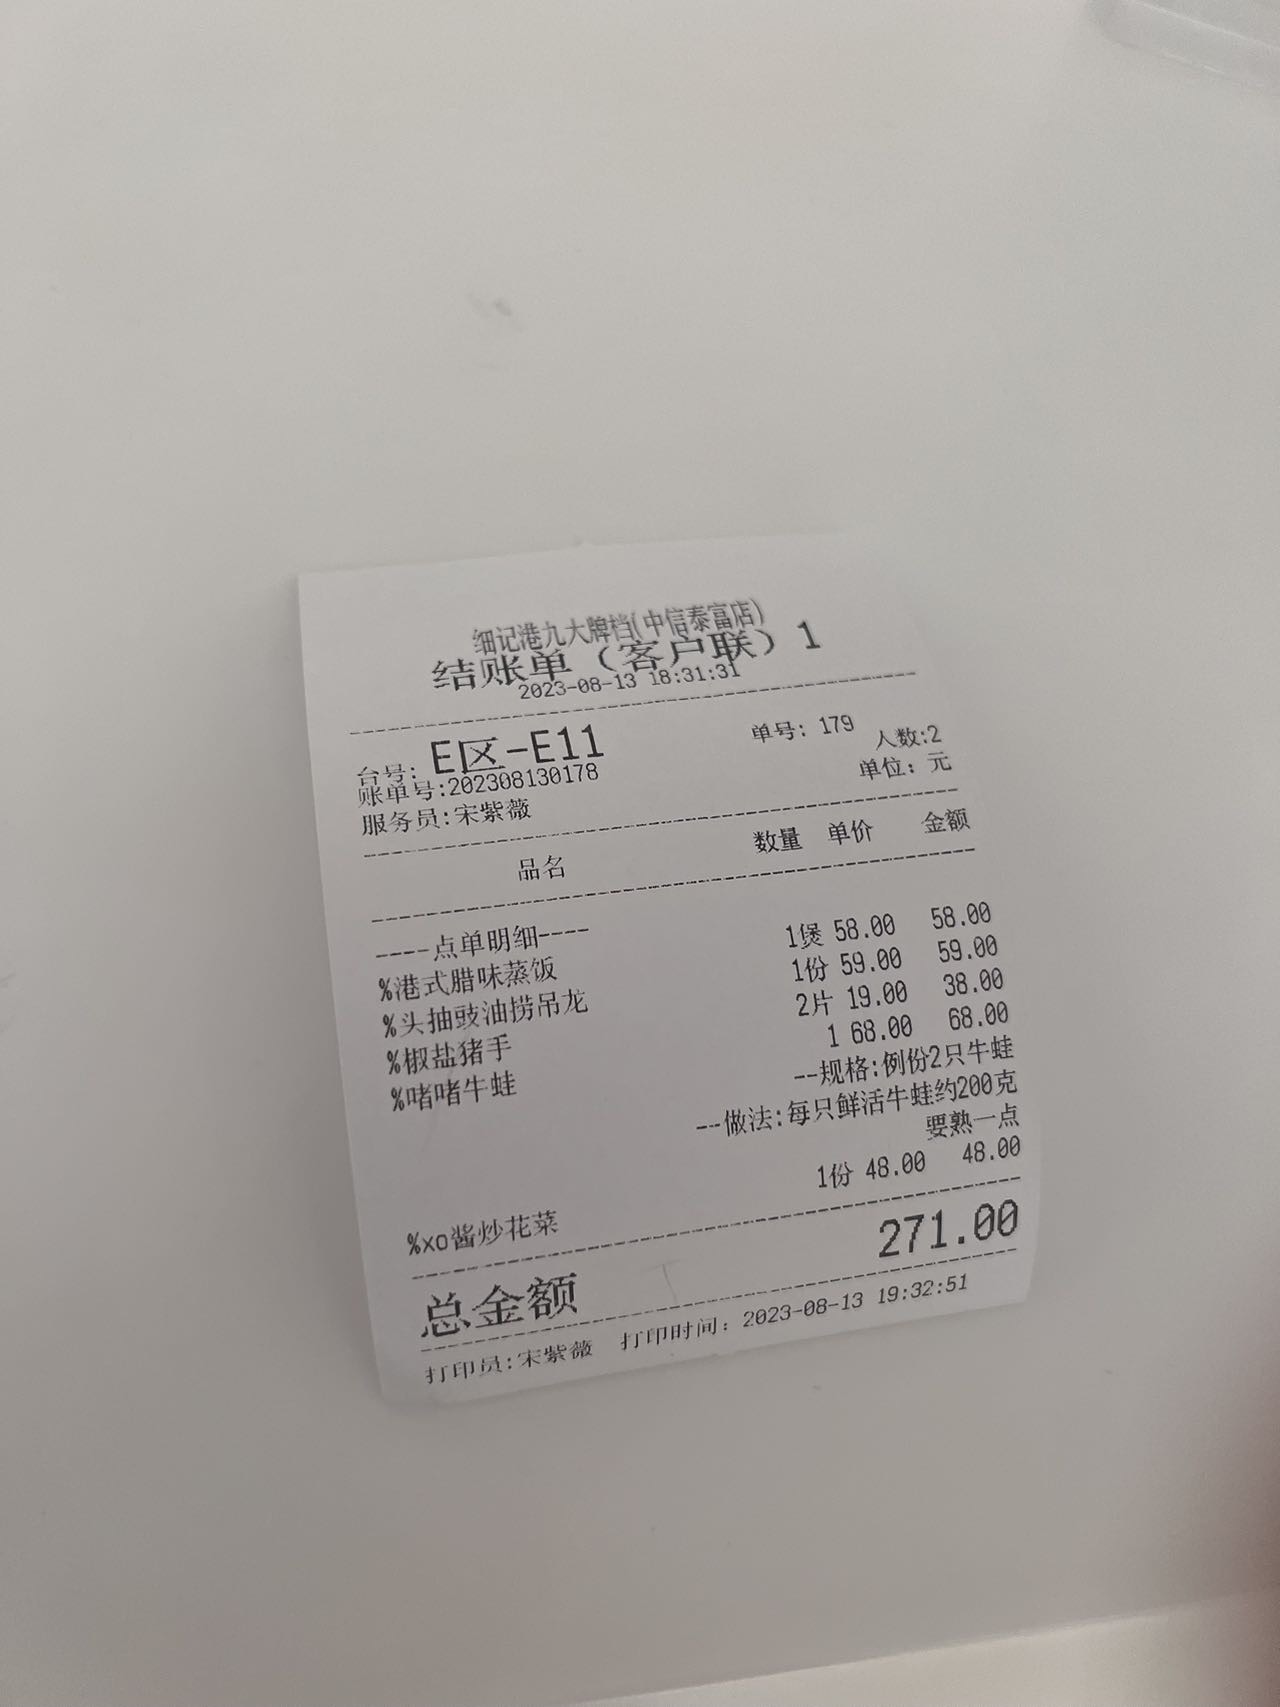 细记港九大牌档(中信泰富店)
结账单（客户联）1
2023-08-13 18:31:31
台号: E区-E11 单号: 179
账单号:202308130178 人数:2
服务员:宋紫薇 单位: 元
品名 数量 单价 金额
----点单明细----
%港式腊味蒸饭 1煲 58.00 58.00
%头抽豉油捞吊龙 1份 59.00 59.00
%椒盐猪手 2片 19.00 38.00
%啫啫牛蛙 1 68.00 68.00
--规格:例份2只牛蛙
--做法:每只鲜活牛蛙约200克
要熟一点
%xo酱炒花菜 1份 48.00 48.00
总金额 271.00
打印员:宋紫薇 打印时间: 2023-08-13 19:32:51